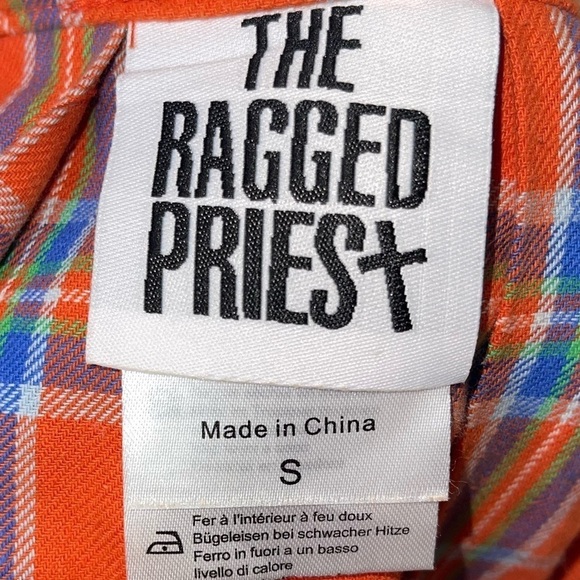 THE
RAGGED
PRIEST
Made in China
S
Fer à l'intérieur à feu doux
Bügeleisen bei schwacher Hitze
Ferro in fuori a un basso
livello di calore